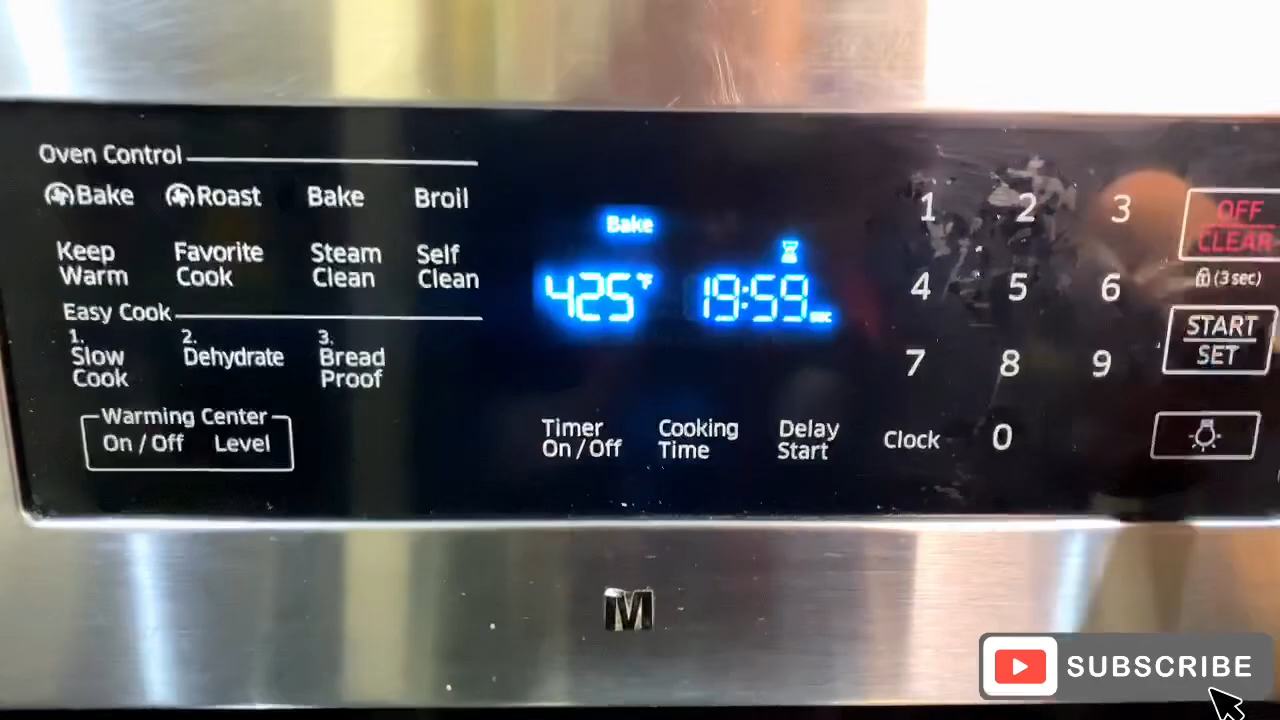 Oven Control
Bake Roast Bake Broil
Keep Warm
Favorite Cook
Steam Clean
Self Clean
Easy Cook
1. Slow Cook
2. Dehydrate
3. Bread Proof
Warming Center
On / Off Level
Bake
425°F 19:59 sec
Timer On / Off
Cooking Time
Delay Start
Clock
1 2 3
4 5 6
7 8 9
0
OFF
CLEAR
(3 sec)
START
SET
M
SUBSCRIBE